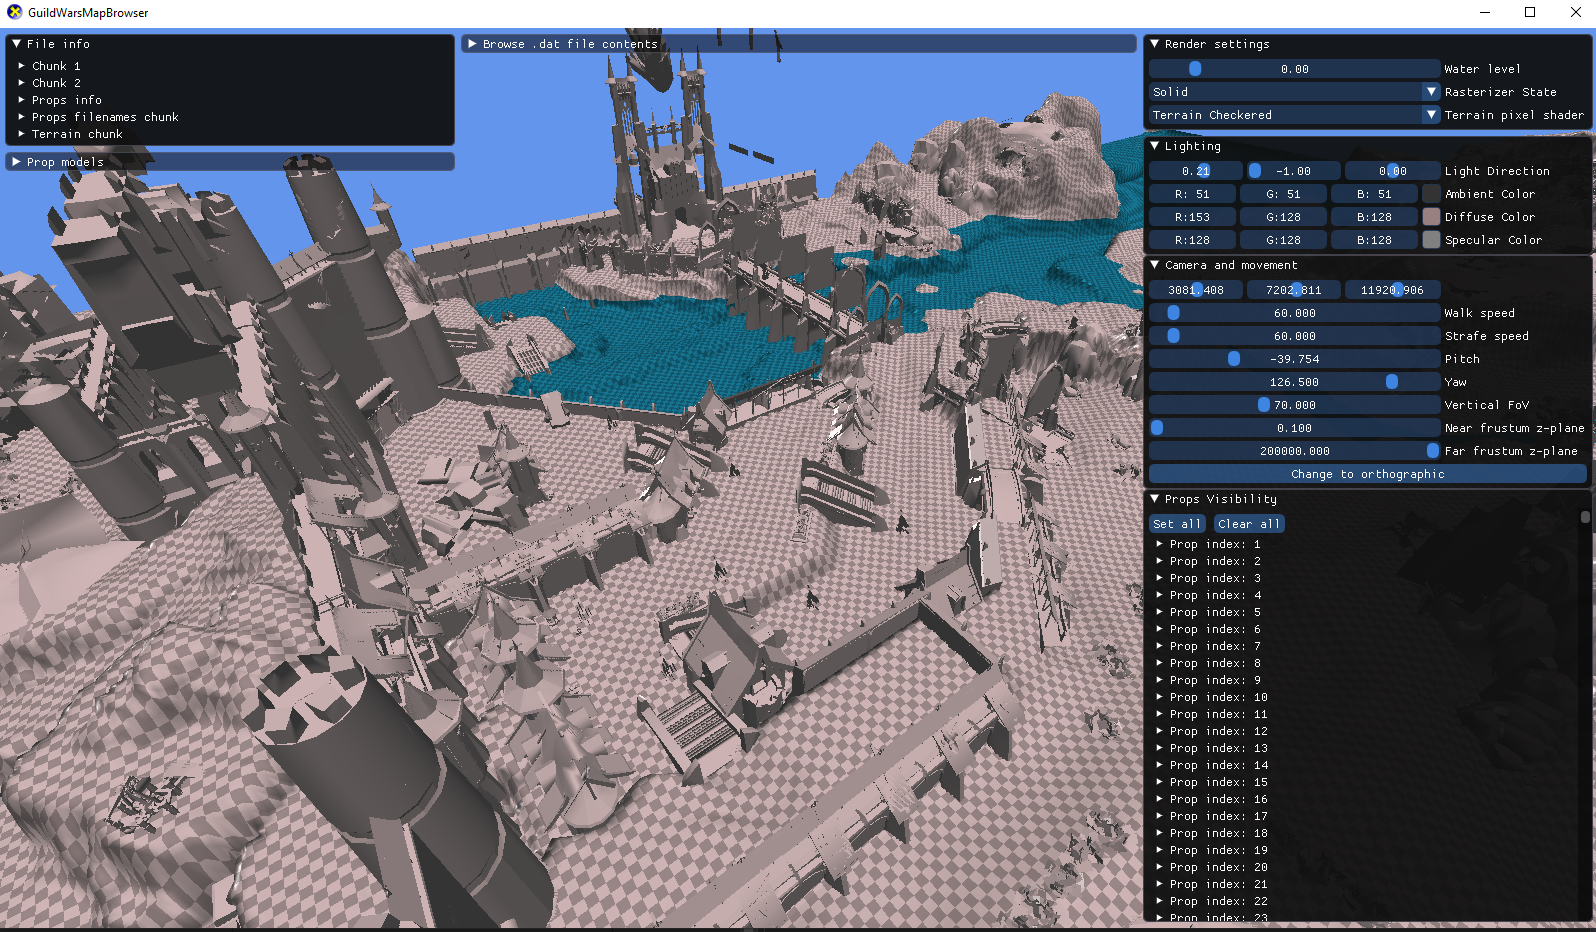 GuildWarsMapBrowser
File info
Chunk 1
Chunk 2
Props info
Props filenames chunk
Terrain chunk
Prop models
Browse .dat file contents
Render settings
0.00 Water level
Solid Rasterizer State
Terrain Checkered Terrain pixel shader
Lighting
0.21 -1.00 0.00 Light Direction
R: 51 G: 51 B: 51 Ambient Color
R:153 G:128 B:128 Diffuse Color
R:128 G:128 B:128 Specular Color
Camera and movement
3081.408 7202.811 11920.906
60.000 Walk speed
60.000 Strafe speed
-39.754 Pitch
126.500 Yaw
70.000 Vertical FoV
0.100 Near frustum z-plane
200000.000 Far frustum z-plane
Change to orthographic
Props Visibility
Set all Clear all
Prop index: 1
Prop index: 2
Prop index: 3
Prop index: 4
Prop index: 5
Prop index: 6
Prop index: 7
Prop index: 8
Prop index: 9
Prop index: 10
Prop index: 11
Prop index: 12
Prop index: 13
Prop index: 14
Prop index: 15
Prop index: 16
Prop index: 17
Prop index: 18
Prop index: 19
Prop index: 20
Prop index: 21
Prop index: 22
Prop index: 23